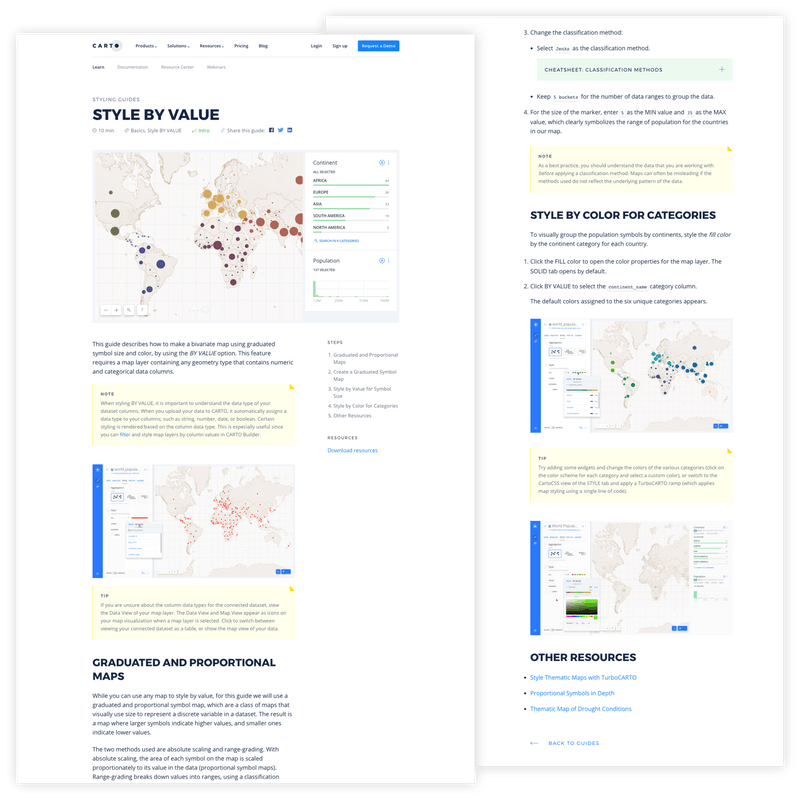 CARTO
Products Solutions Resources Pricing Blog Login Sign up Request a Demo
Learn Documentation Resource Center Webinars
STYLING GUIDES
STYLE BY VALUE
10 min Basics, Style BY VALUE Intro Share this guide:
Continent
ALL SELECTED
AFRICA
EUROPE
ASIA
SOUTH AMERICA
NORTH AMERICA
SEARCH IN 6 CATEGORIES
Population
SELECTED
This guide describes how to make a bivariate map using graduated
symbol size and color, by using the BY VALUE option. This feature
requires a map layer containing any geometry type that contains numeric
and categorical data columns.
STEPS
1. Graduated and Proportional
Maps
2. Create a Graduated Symbol
Map
3. Style by Value for Symbol
Size
4. Style by Color for Categories
5. Other Resources
RESOURCES
Download resources
NOTE
When styling BY VALUE, it is important to understand the data type of your
dataset columns. When you upload your data to CARTO, it automatically assigns a
data type to your columns; such as string, number, date, or boolean. Certain
styling is rendered based on the column data type. This is especially useful since
you can filter and style map layers by column values in CARTO Builder.
world_popula...
Aggregation
TIP
If you are unsure about the column data types for the connected dataset, view
the Data View of your map layer. The Data View and Map View appear as icons on
your map visualization when a map layer is selected. Click to switch between
viewing your connected dataset as a table, or show the map view of your data.
GRADUATED AND PROPORTIONAL
MAPS
While you can use any map to style by value, for this guide we will use a
graduated and proportional symbol map, which are a class of maps that
visually use size to represent a discrete variable in a dataset. The result is
a map where larger symbols indicate higher values, and smaller ones
indicate lower values.
The two methods used are absolute scaling and range-grading. With
absolute scaling, the area of each symbol on the map is scaled
proportionately to its value in the data (proportional symbol maps).
Range-grading breaks down values into ranges, using a classification
3. Change the classification method:
• Select Jenks as the classification method.
CHEATSHEET: CLASSIFICATION METHODS +
• Keep 5 buckets for the number of data ranges to group the data.
4. For the size of the marker, enter 5 as the MIN value and 25 as the MAX
value, which clearly symbolizes the range of population for the countries
in our map.
NOTE
As a best practice, you should understand the data that you are working with
before applying a classification method. Maps can often be misleading if the
methods used do not reflect the underlying pattern of the data.
STYLE BY COLOR FOR CATEGORIES
To visually group the population symbols by continents, style the fill color
by the continent category for each country.
1. Click the FILL color to open the color properties for the map layer. The
SOLID tab opens by default.
2. Click BY VALUE to select the continent_name category column.
The default colors assigned to the six unique categories appears.
world_popula...
Aggregation
TIP
Try adding some widgets and change the colors of the various categories (click on
the color scheme for each category and select a custom color), or switch to the
CartoCSS view of the STYLE tab and apply a TurboCARTO ramp (which applies
map styling using a single line of code).
World Popula...
Aggregation
OTHER RESOURCES
• Style Thematic Maps with TurboCARTO
• Proportional Symbols in Depth
• Thematic Map of Drought Conditions
BACK TO GUIDES